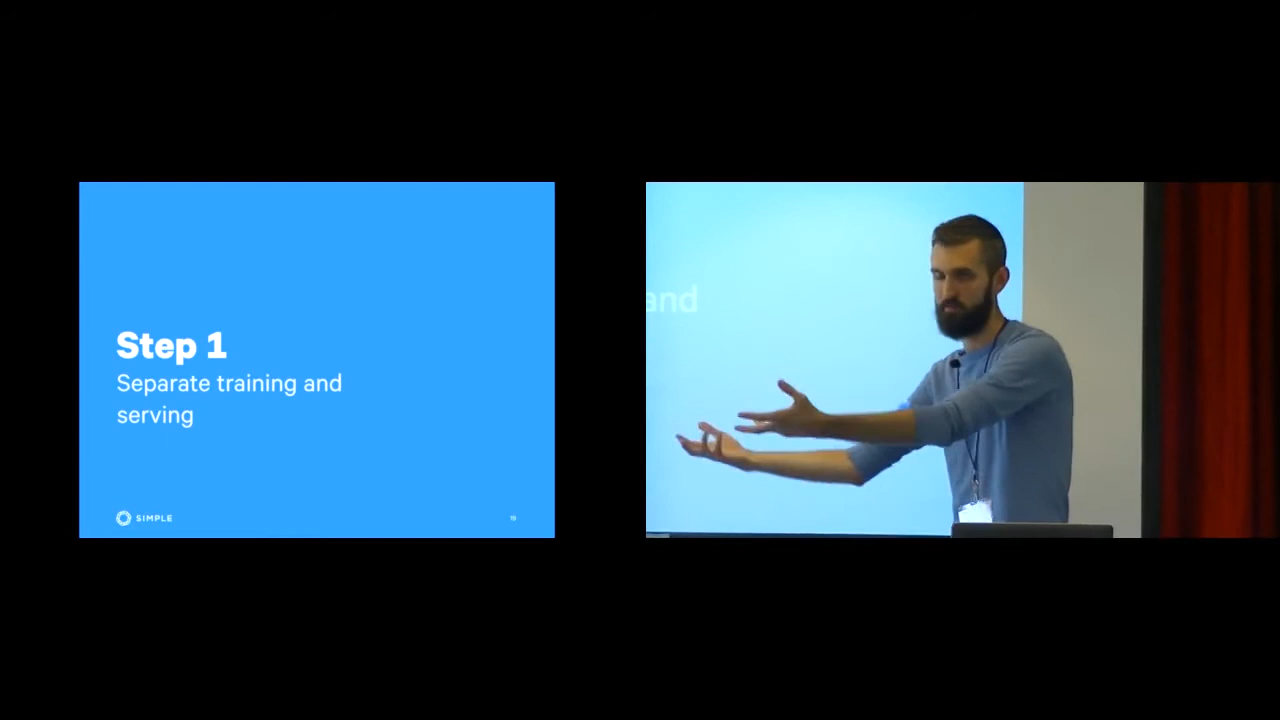 Step 1
Separate training and
serving
SIMPLE
and